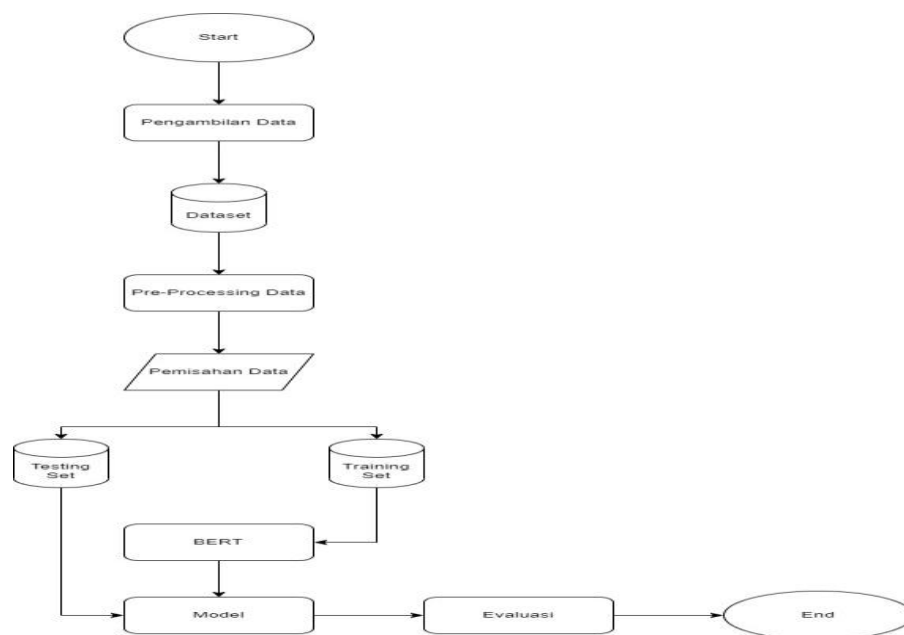 Start
Pengambilan Data
Dataset
Pre-Processing Data
Pemisahan Data
Testing
Set
Training
Set
BERT
Model
Evaluasi
End